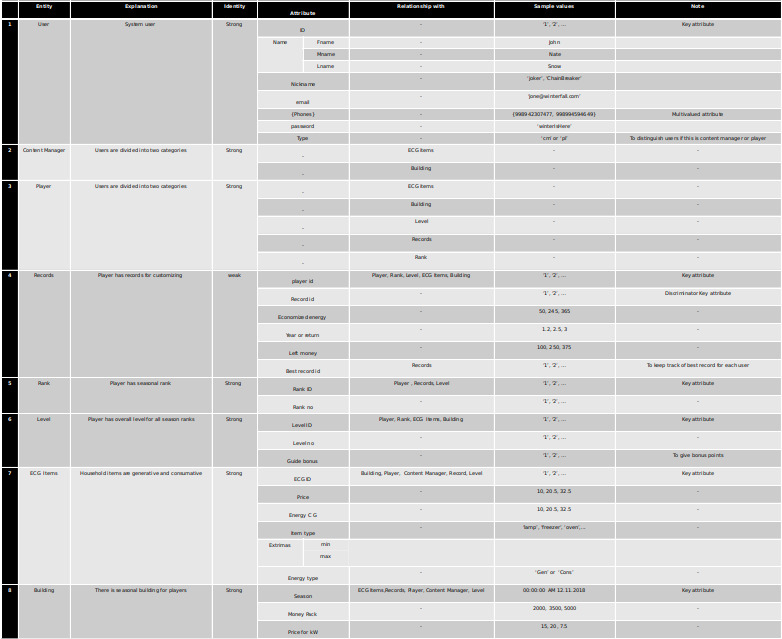 Entity Explanation Identity Attribute Relationship with Sample values Note
1 User System user Strong ID - '1', '2', ... Key attribute
Name Fname - John
Mname - Nate
Lname - Snow
Nickname - 'Joker', 'ChainBreaker'
email - 'jone@winterfall.com'
{Phones} - {998942307477, 998994594649} Multivalued attribute
password - 'winterIsHere'
Type - 'cm' or 'pl' To distinguish users if this is content manager or player
2 Content Manager Users are divided into two categories Strong - ECG items - -
- Building - -
3 Player Users are divided into two categories Strong - ECG items - -
- Building - -
- Level - -
- Records - -
- Rank - -
4 Records Player has records for customizing weak player id Player, Rank, Level, ECG items, Building '1', '2', ... Key attribute
Record id - '1', '2', ... Discriminator Key attribute
Economized energy - 50, 245, 365 -
Year or return - 1.2, 2.5, 3 -
Left money - 100, 250, 375 -
Best record id Records '1', '2', ... To keep track of best record for each user
5 Rank Player has seasonal rank Strong Rank ID Player , Records, Level '1', '2', ... Key attribute
Rank no - '1', '2', ... -
6 Level Player has overall level for all season ranks Strong Level ID Player, Rank, ECG items, Building '1', '2', ... Key attribute
Level no - '1', '2', ... -
Guide bonus - '1', '2', ... To give bonus points
7 ECG Items Household items are generative and consumative Strong ECG ID Building, Player, Content Manager, Record, Level '1', '2', ... Key attribute
Price - 10, 20.5, 32.5 -
Energy C G - 10, 20.5, 32.5 -
Item type - 'lamp', 'freezer', 'oven',... -
Extrimas min
max
Energy type - 'Gen' or 'Cons' -
8 Building There is seasonal building for players Strong Season ECG items,Records, Player, Content Manager, Level 00:00:00 AM 12.11.2018 Key attribute
Money Pack - 2000, 3500, 5000 -
Price for kW - 15, 20, 7.5 -